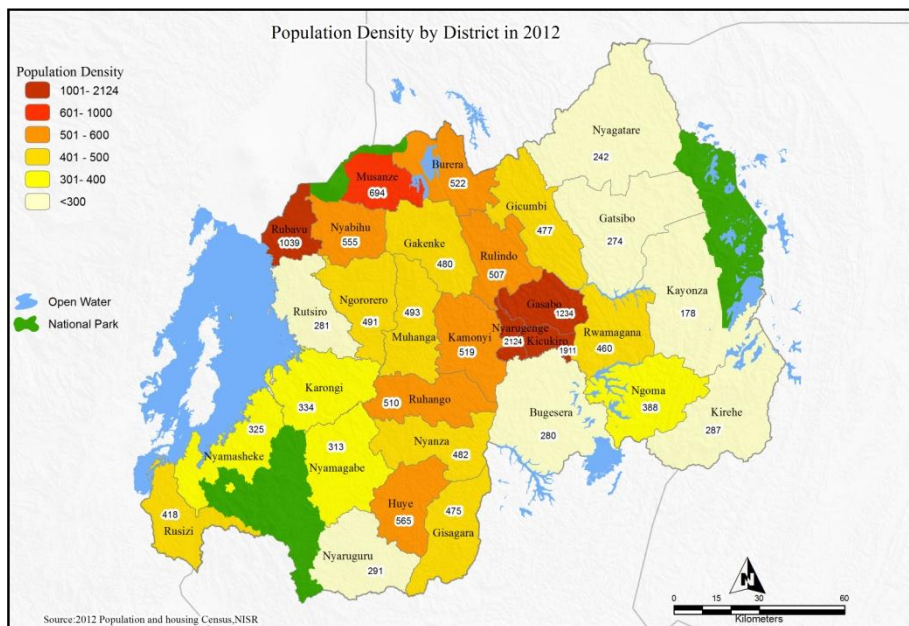 Population Density by District in 2012
Population Density
1001- 2124
601- 1000
501 - 600
401 - 500
301 - 400
<300
Open Water
National Park
Nyagatare
242
Burera
522
Musanze
694
Gicumbi
477
Gatsibo
274
Rubavu
1039
Nyabihu
555
Gakenke
480
Rulindo
507
Kayonza
178
Rutsiro
281
Ngororero
491
493
Muhanga
Gasabo
1234
Nyarugenge
2124
Kicukiro
1911
Kamonyi
519
Rwamagana
460
Karongi
334
Ruhango
510
Ngoma
388
Bugesera
280
Kirehe
287
325
Nyamasheke
313
Nyamagabe
Nyanza
482
418
Rusizi
Huye
565
475
Gisagara
Nyaruguru
291
N
0 15 30 60
Kilometers
Source:2012 Population and housing Census,NISR